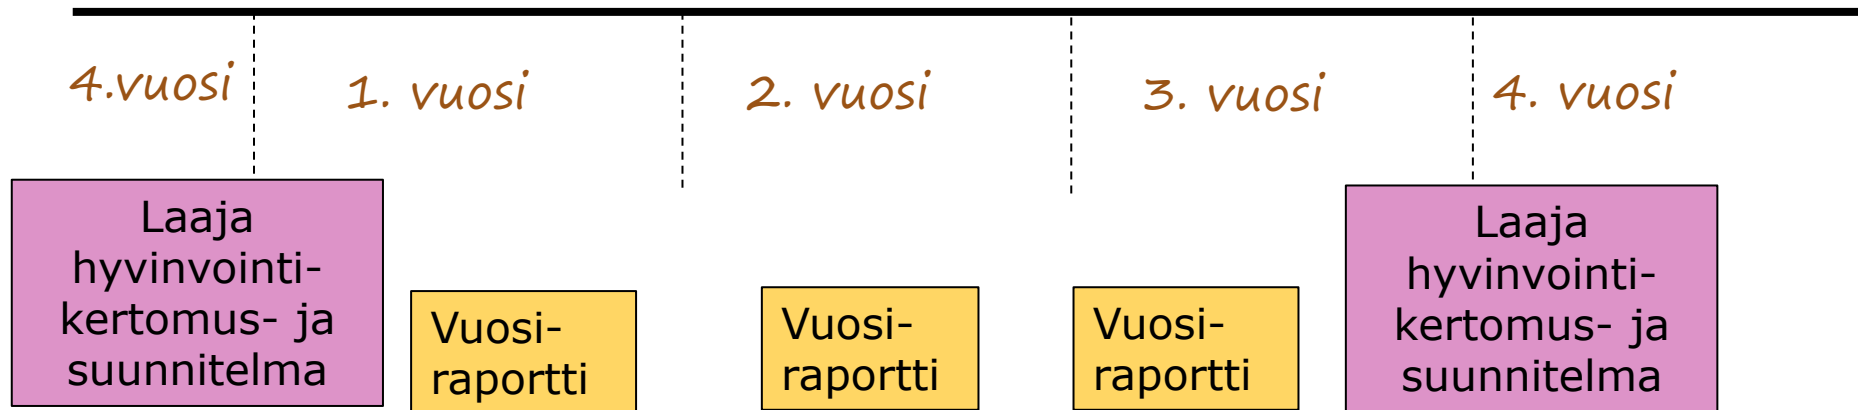 4.vuosi
1. vuosi
2. vuosi
3. vuosi
4. vuosi
Laaja
hyvinvointi-
kertomus- ja
suunnitelma
Vuosi-
raportti
Vuosi-
raportti
Vuosi-
raportti
Laaja
hyvinvointi-
kertomus- ja
suunnitelma